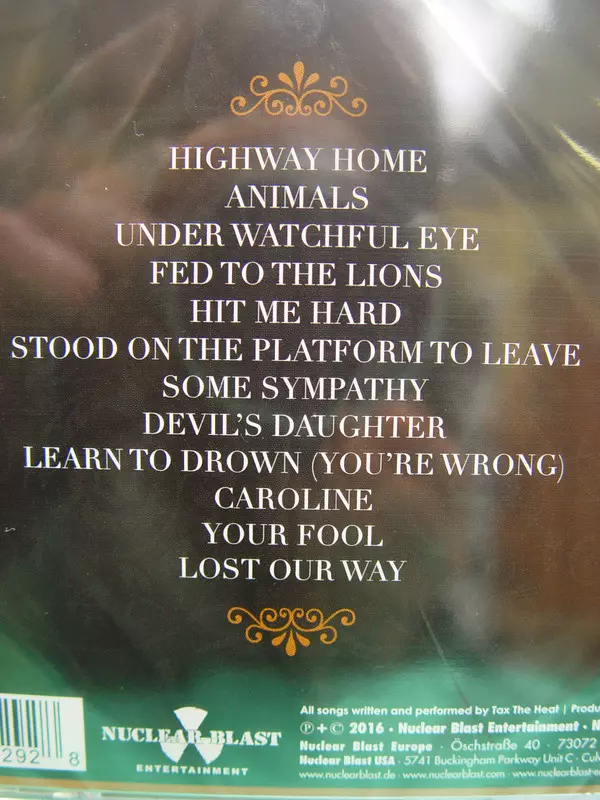 HIGHWAY HOME
ANIMALS
UNDER WATCHFUL EYE
FED TO THE LIONS
HIT ME HARD
STOOD ON THE PLATFORM TO LEAVE
SOME SYMPATHY
DEVIL'S DAUGHTER
LEARN TO DROWN (YOU'RE WRONG)
CAROLINE
YOUR FOOL
LOST OUR WAY
292 8
NUCLEAR BLAST
ENTERTAINMENT
All songs written and performed by Tax The Heat |
℗ + © 2016 · Nuclear Blast Entertainment ·
Nuclear Blast Europe · Öschstraße 40 · 73072
Nuclear Blast USA · 5741 Buckingham Parkway Unit C ·
www.nuclearblast.de · www.nuclearblast.com ·